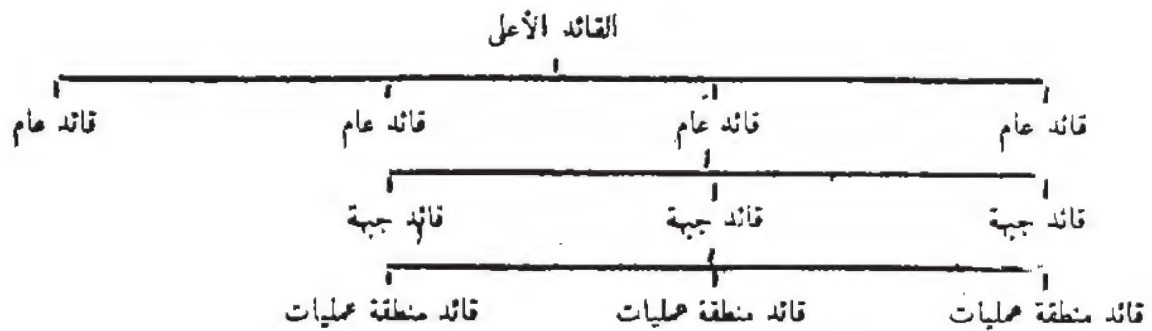 القائد الأعلى
قائد عام قائد عام قائد عام قائد عام
قائد جبهة قائد جبهة قائد جبهة
قائد منطقة عمليات قائد منطقة عمليات قائد منطقة عمليات